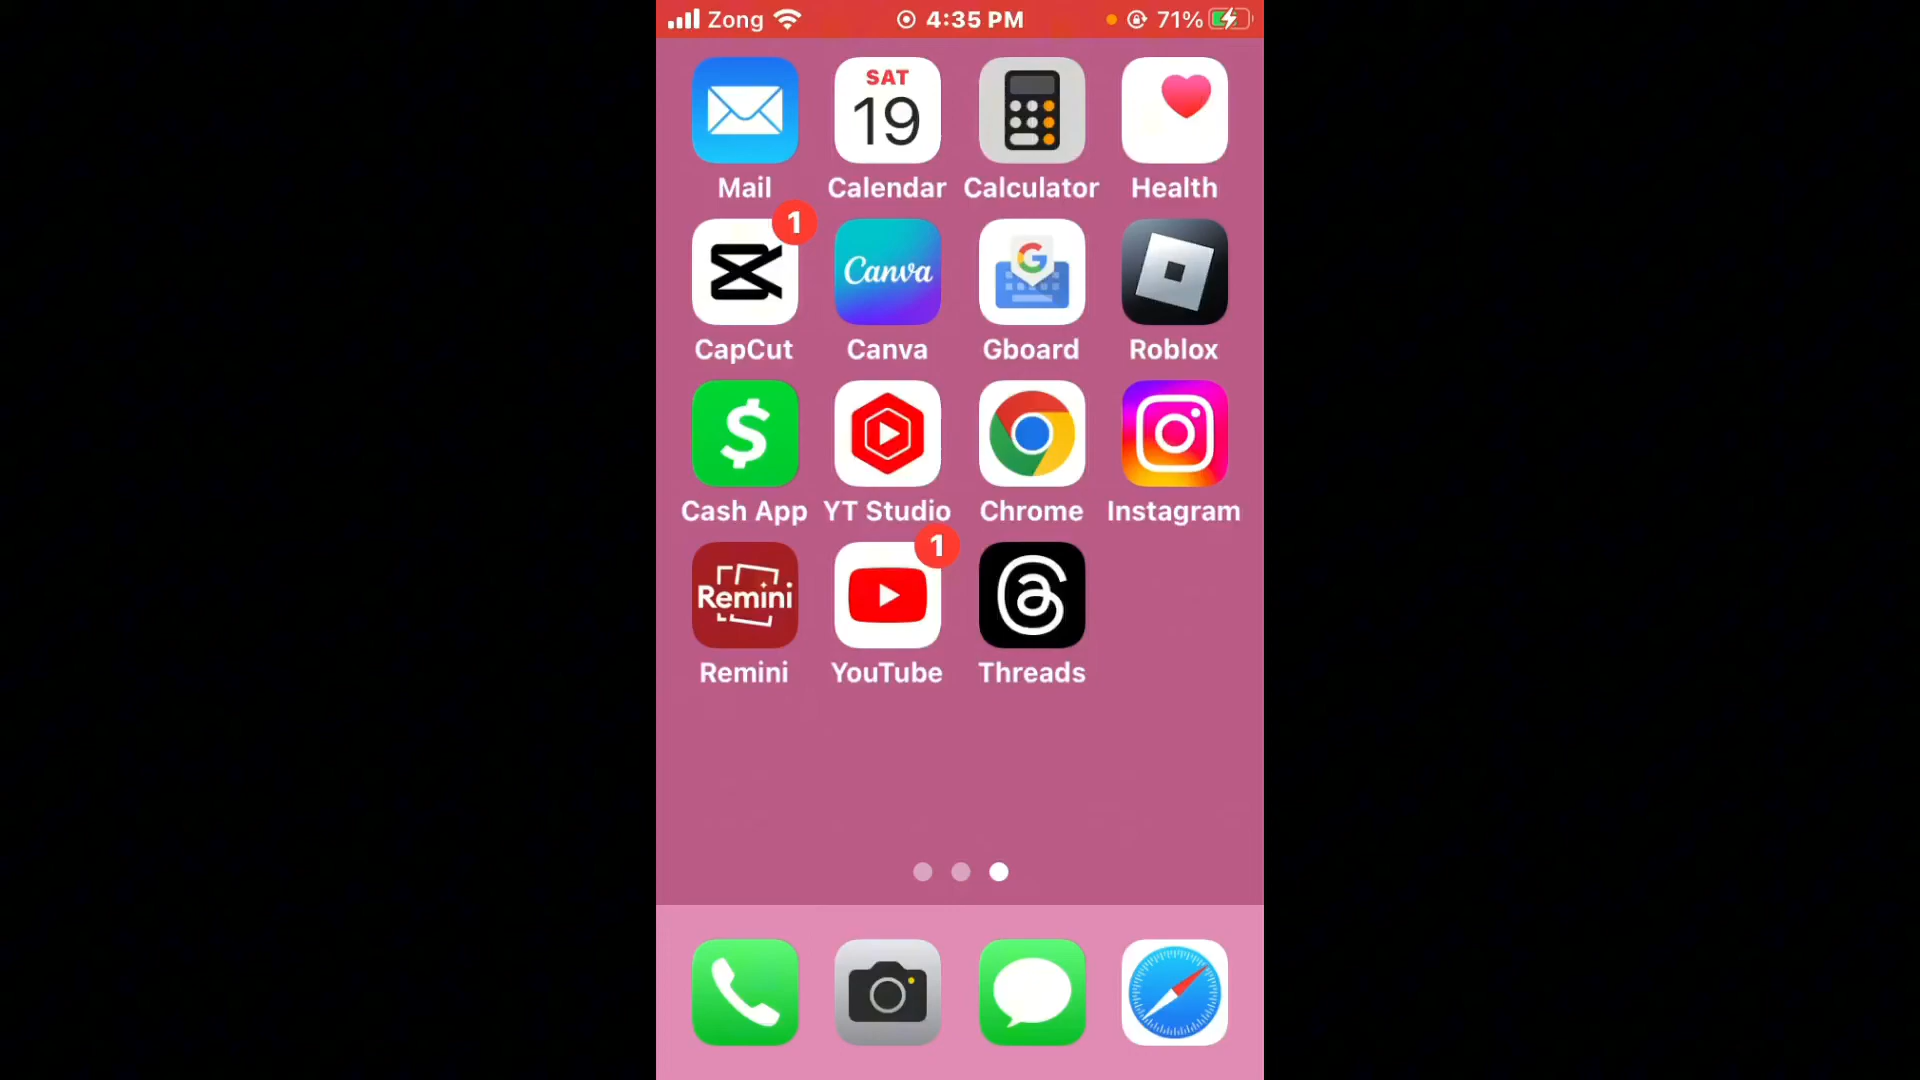 Zong 4:35 PM 71%
SAT
19
Mail Calendar Calculator Health
1
Canva G
CapCut Canva Gboard Roblox
$
Cash App YT Studio Chrome Instagram
1
Remini
Remini YouTube Threads